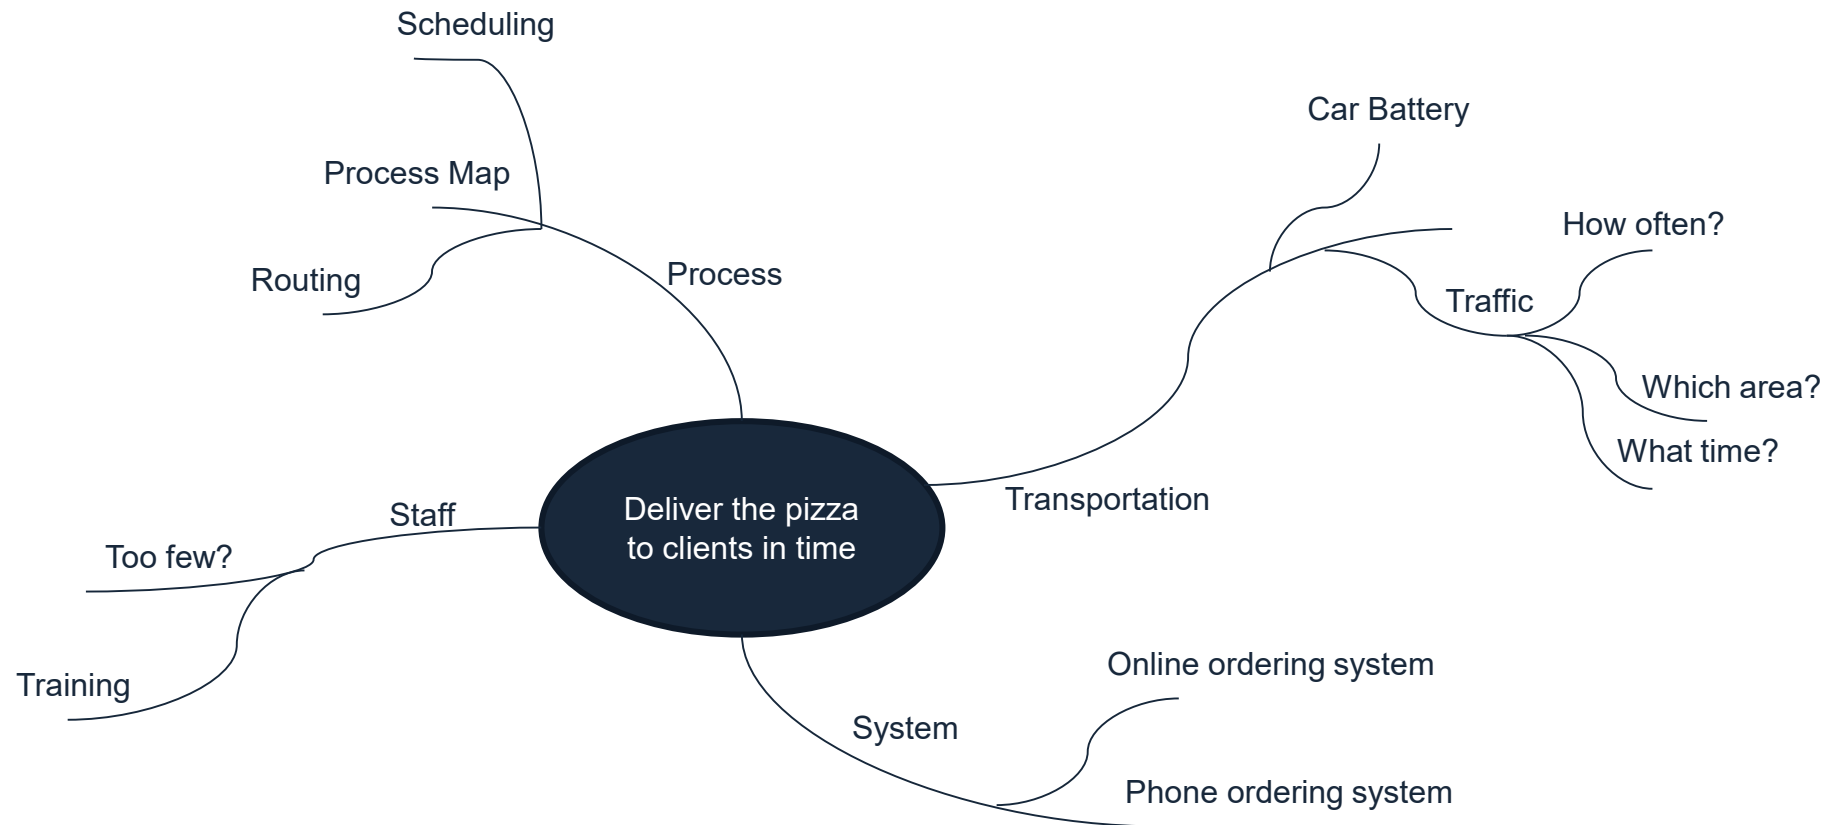 Scheduling
Car Battery
Process Map
How often?
Routing
Process
Traffic
Which area?
What time?
Transportation
Deliver the pizza
to clients in time
Staff
Too few?
Training
Online ordering system
System
Phone ordering system